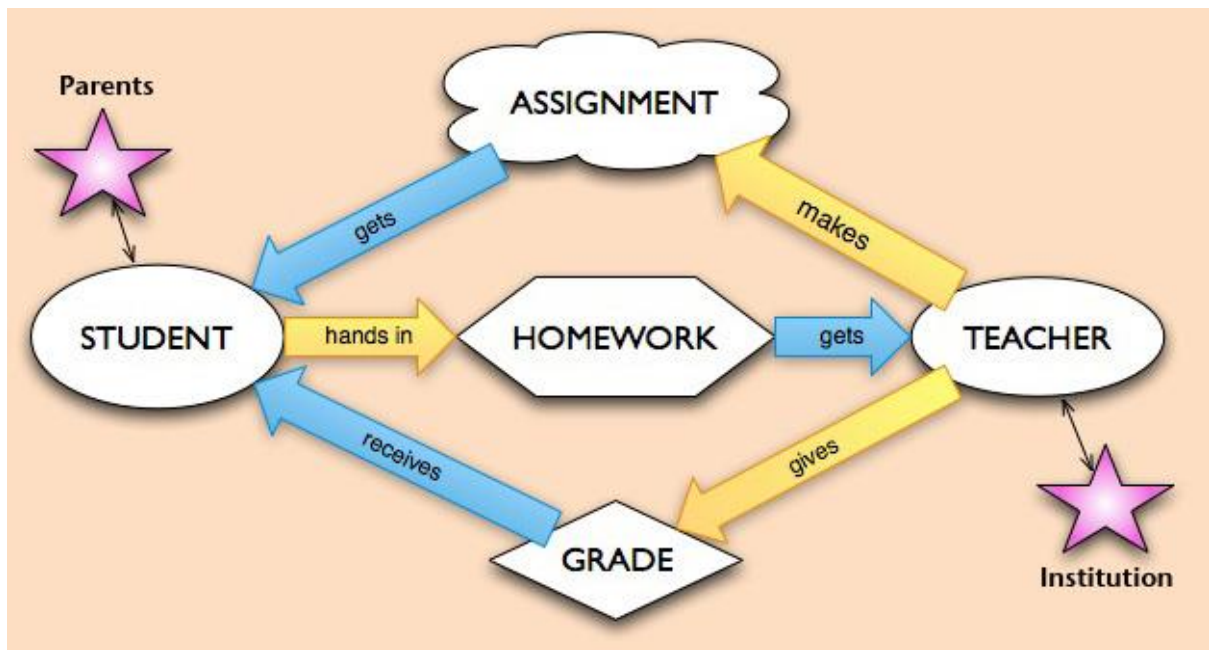 Parents
ASSIGNMENT
gets
makes
STUDENT
hands in
HOMEWORK
gets
TEACHER
receives
gives
GRADE
Institution